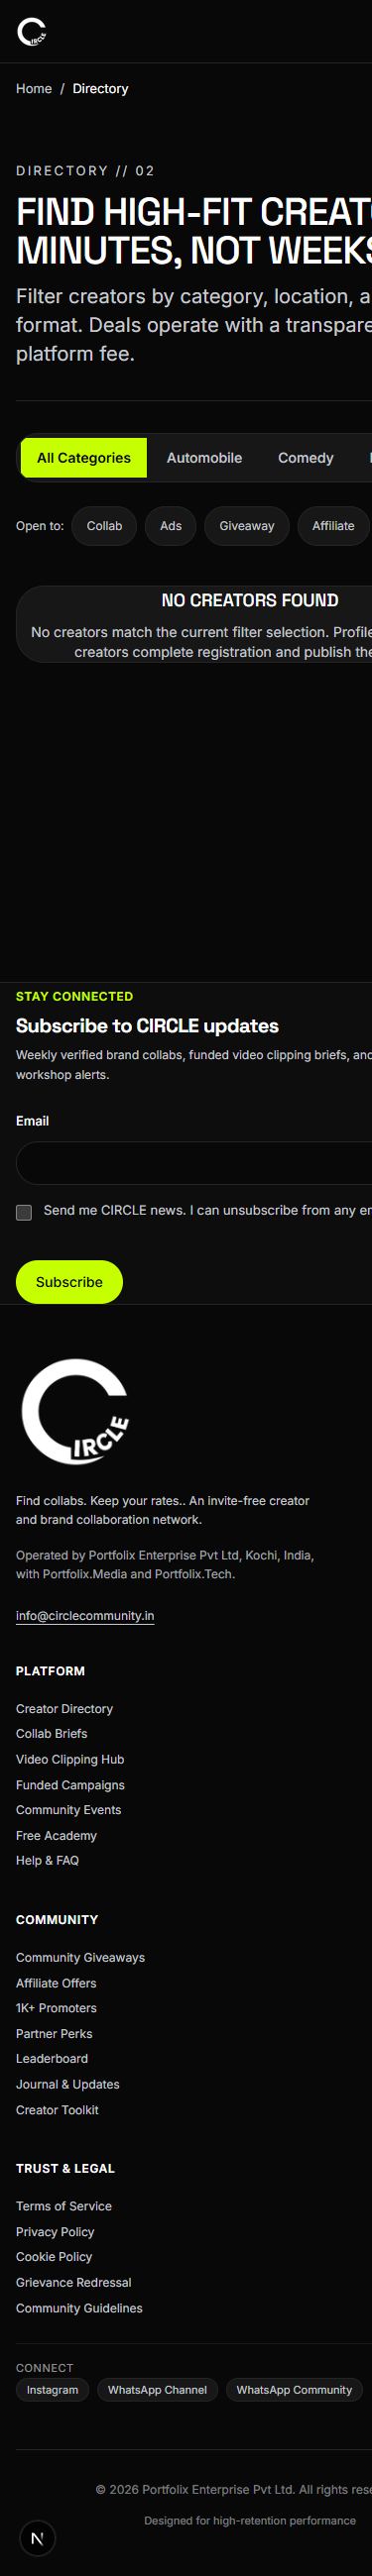 CIRCLE
Home / Directory
DIRECTORY // 02
FIND HIGH-FIT
MINUTES, NOT WEEKS
Filter creators by category, location,
format. Deals operate with a
platform fee.
All Categories Automobile Comedy
Open to: Collab Ads Giveaway Affiliate
NO CREATORS FOUND
No creators match the current filter selection.
creators complete registration and publish
STAY CONNECTED
Subscribe to CIRCLE updates
Weekly verified brand collabs, funded video clipping briefs,
workshop alerts.
Email
Send me CIRCLE news. I can unsubscribe from any
Subscribe
CIRCLE
Find collabs. Keep your rates.. An invite-free creator
and brand collaboration network.
Operated by Portfolix Enterprise Pvt Ltd, Kochi, India,
with Portfolix.Media and Portfolix.Tech.
info@circlecommunity.in
PLATFORM
Creator Directory
Collab Briefs
Video Clipping Hub
Funded Campaigns
Community Events
Free Academy
Help & FAQ
COMMUNITY
Community Giveaways
Affiliate Offers
1K+ Promoters
Partner Perks
Leaderboard
Journal & Updates
Creator Toolkit
TRUST & LEGAL
Terms of Service
Privacy Policy
Cookie Policy
Grievance Redressal
Community Guidelines
CONNECT
Instagram WhatsApp Channel WhatsApp Community
© 2026 Portfolix Enterprise Pvt Ltd. All rights
Designed for high-retention performance
N